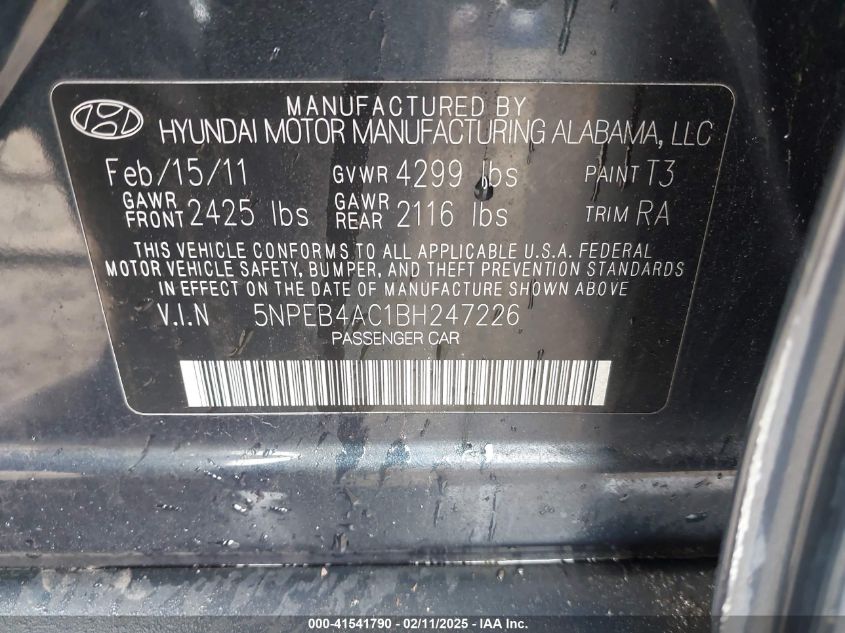 MANUFACTURED BY
HYUNDAI MOTOR MANUFACTURING ALABAMA, LLC
Feb/15/11 GVWR 4299 lbs PAINT T3
GAWR FRONT 2425 lbs GAWR REAR 2116 lbs TRIM RA
THIS VEHICLE CONFORMS TO ALL APPLICABLE U.S.A. FEDERAL
MOTOR VEHICLE SAFETY, BUMPER, AND THEFT PREVENTION STANDARDS
IN EFFECT ON THE DATE OF MANUFACTURE SHOWN ABOVE.
V.I.N 5NPEB4AC1BH247226
PASSENGER CAR
000-41541790 - 02/11/2025 - IAA Inc.